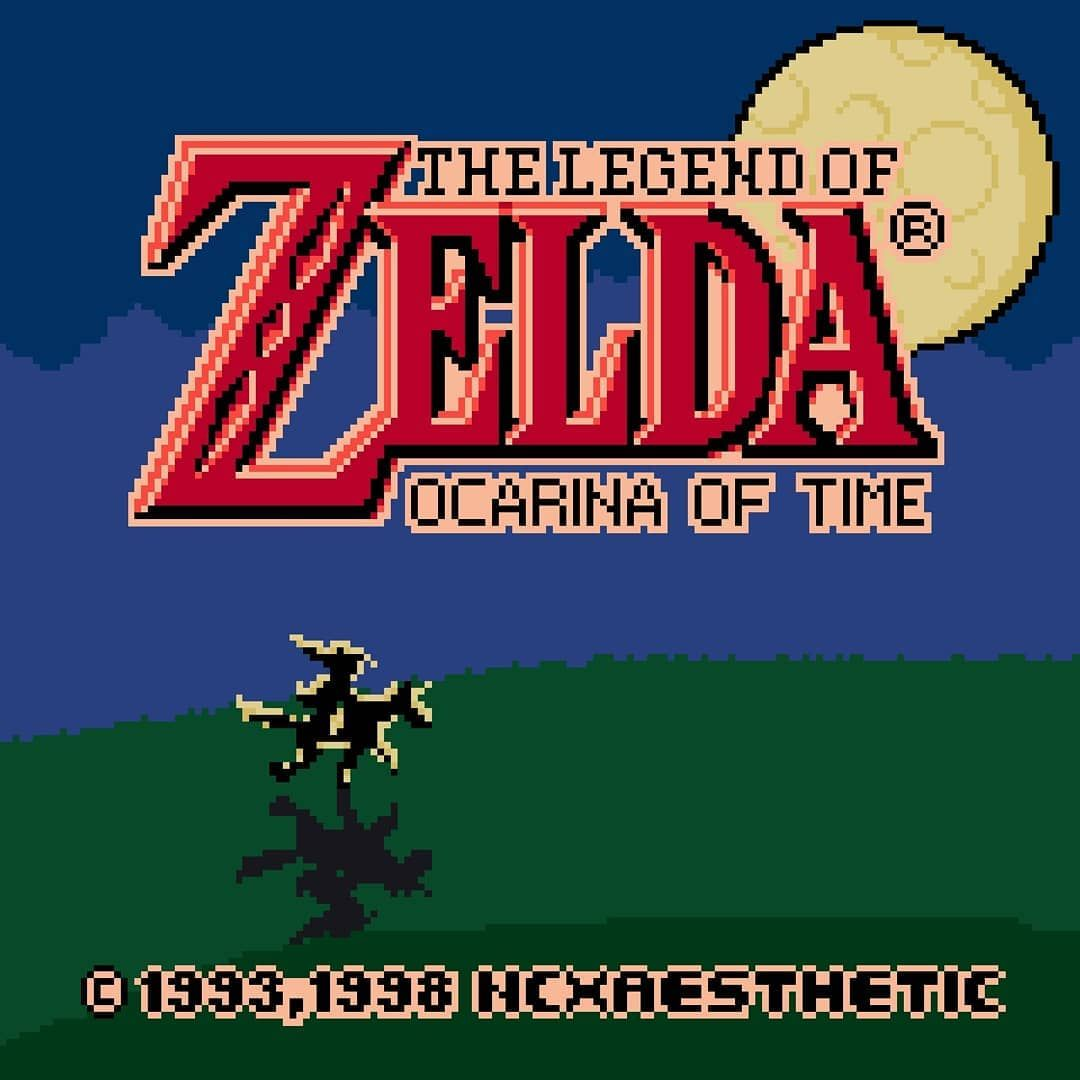 THE LEGEND OF
ZELDA®
OCARINA OF TIME
© 1993,1998 NCXAESTHETIC